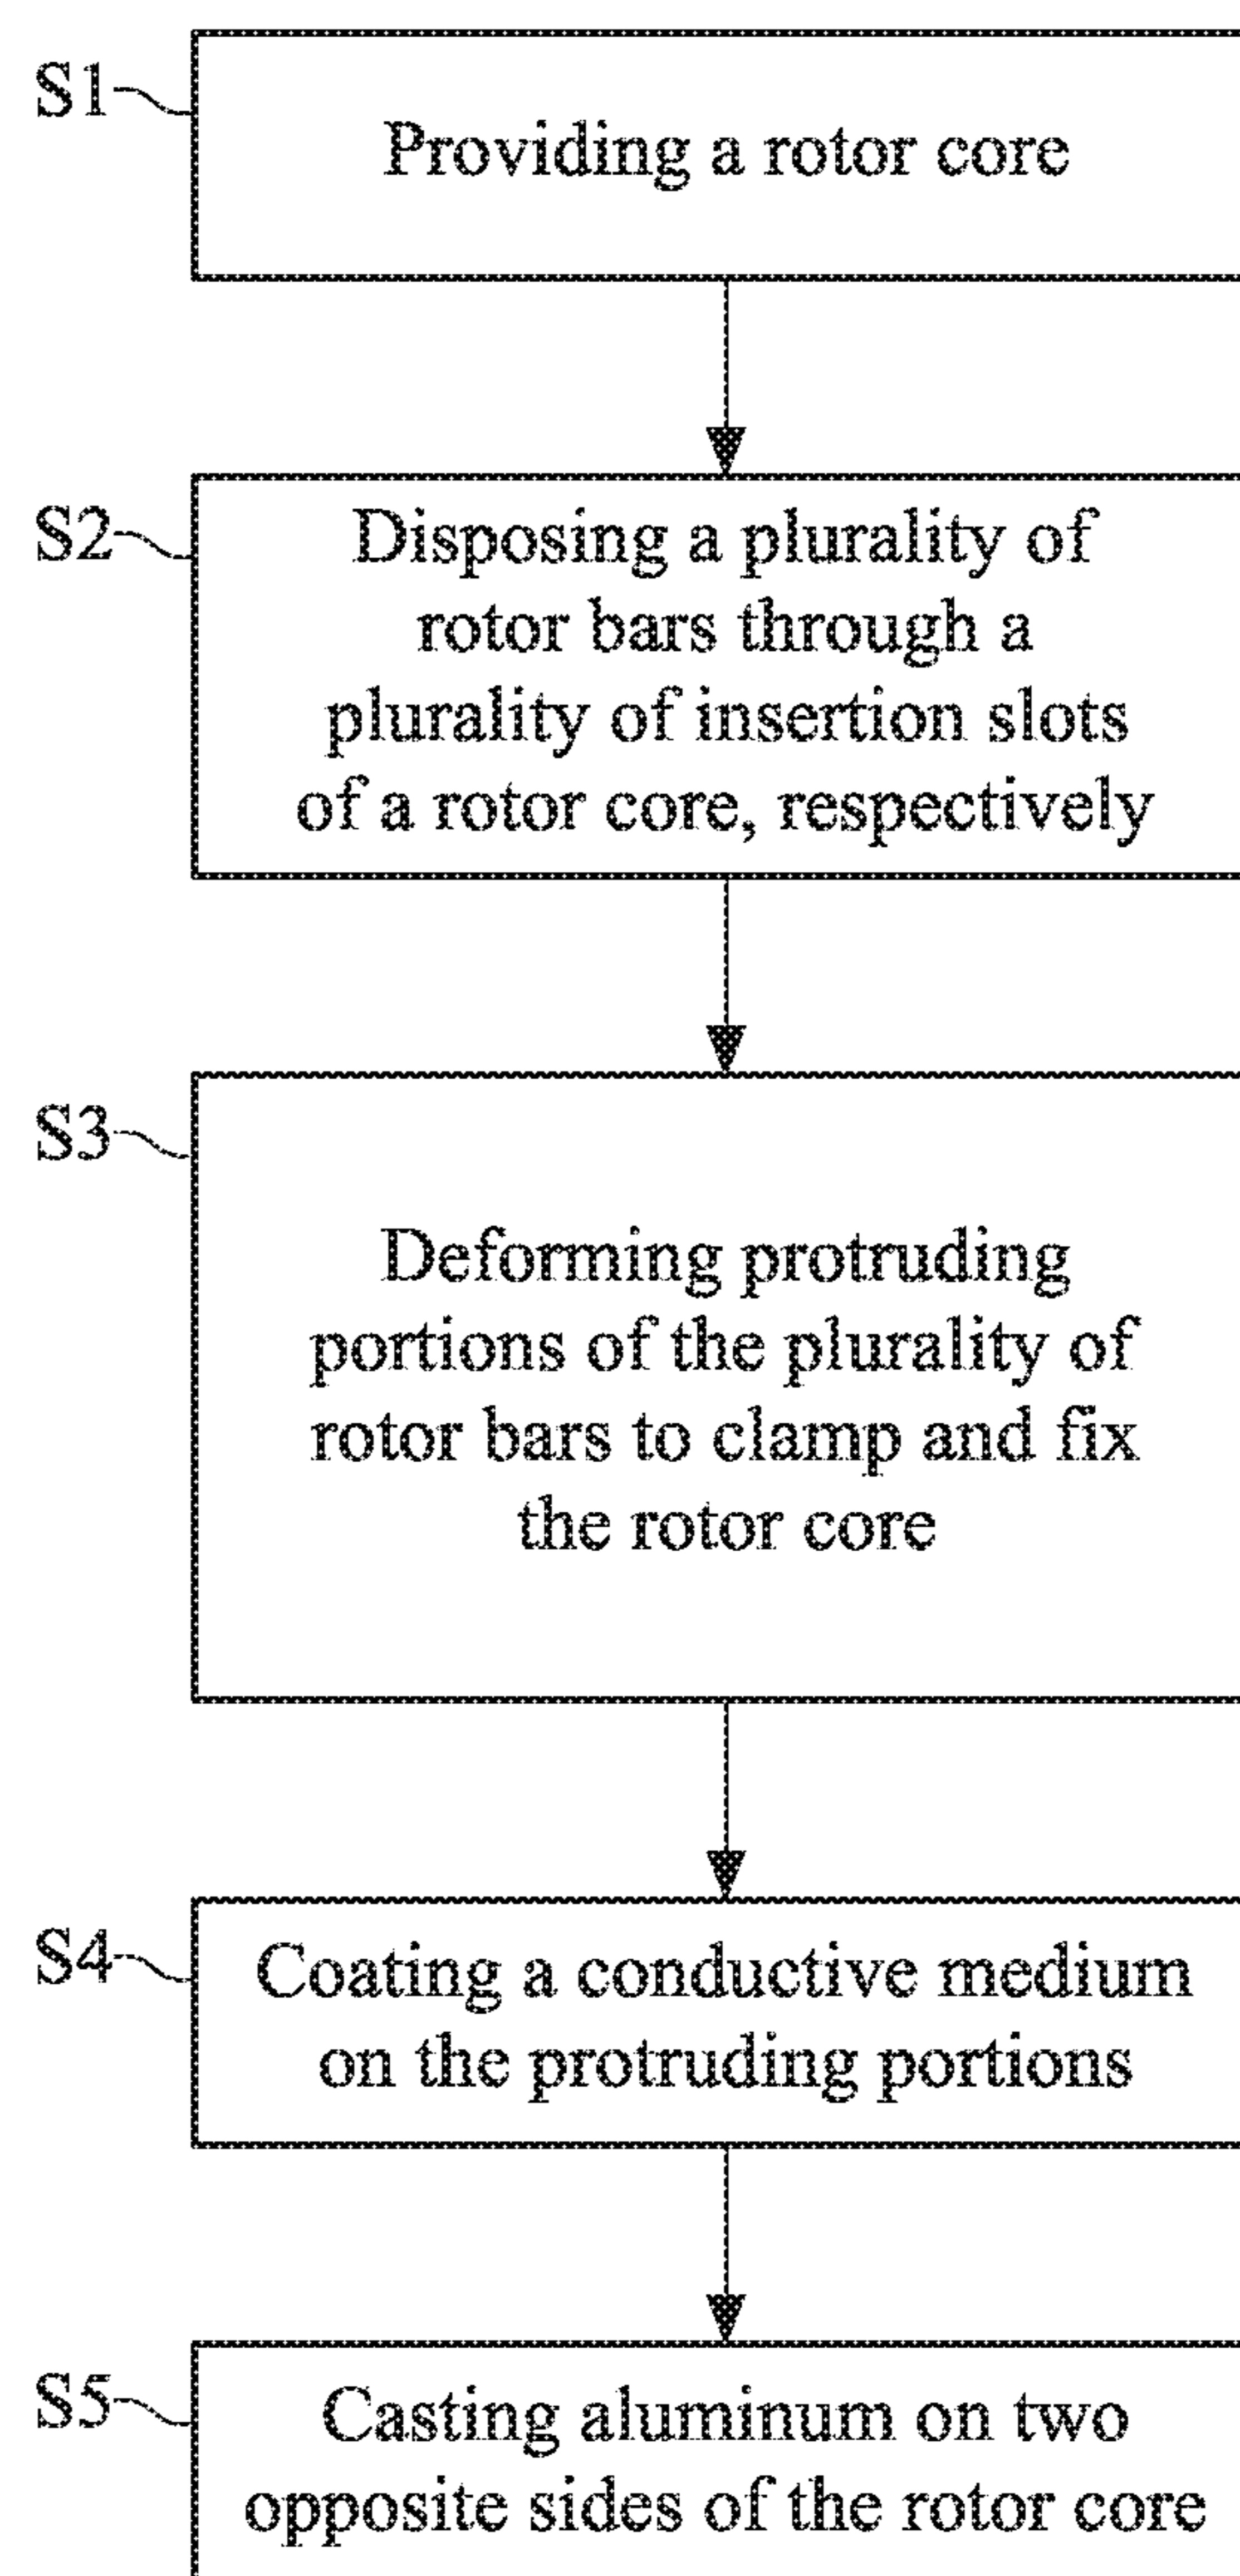 S1
Providing a rotor core
S2
Disposing a plurality of
rotor bars through a
plurality of insertion slots
of a rotor core, respectively
S3
Deforming protruding
portions of the plurality of
rotor bars to clamp and fix
the rotor core
S4
Coating a conductive medium
on the protruding portions
S5
Casting aluminum on two
opposite sides of the rotor core